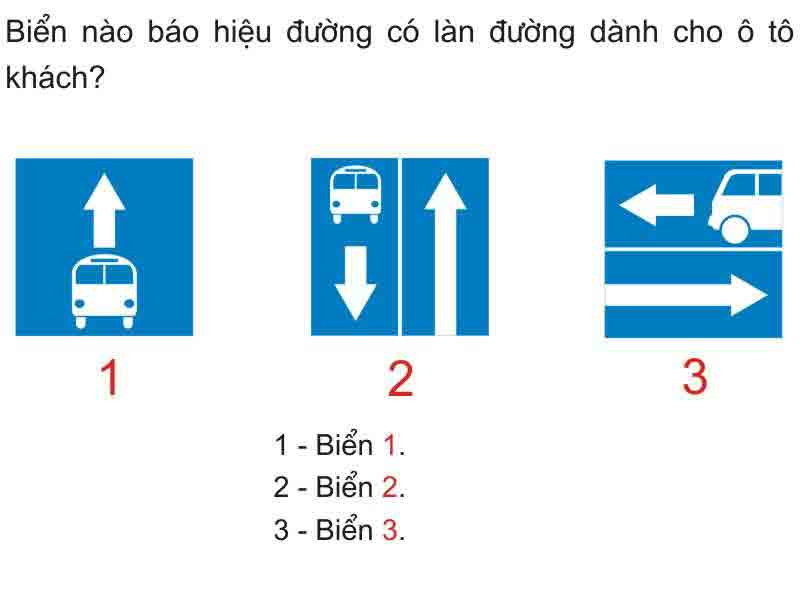 Biển nào báo hiệu đường có làn đường dành cho ô tô
khách?
1
2
3
1 - Biển 1.
2 - Biển 2.
3 - Biển 3.